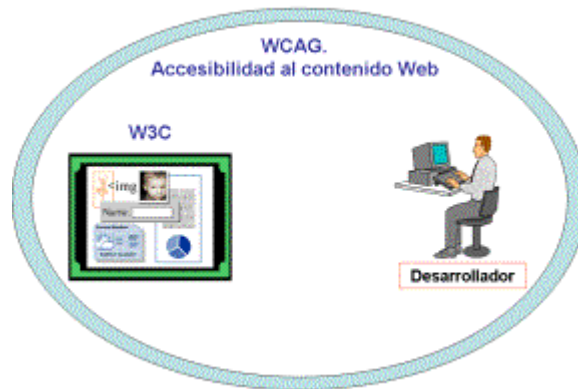 WCAG.
Accesibilidad al contenido Web
W3C
<img
Name:
Desarrollador